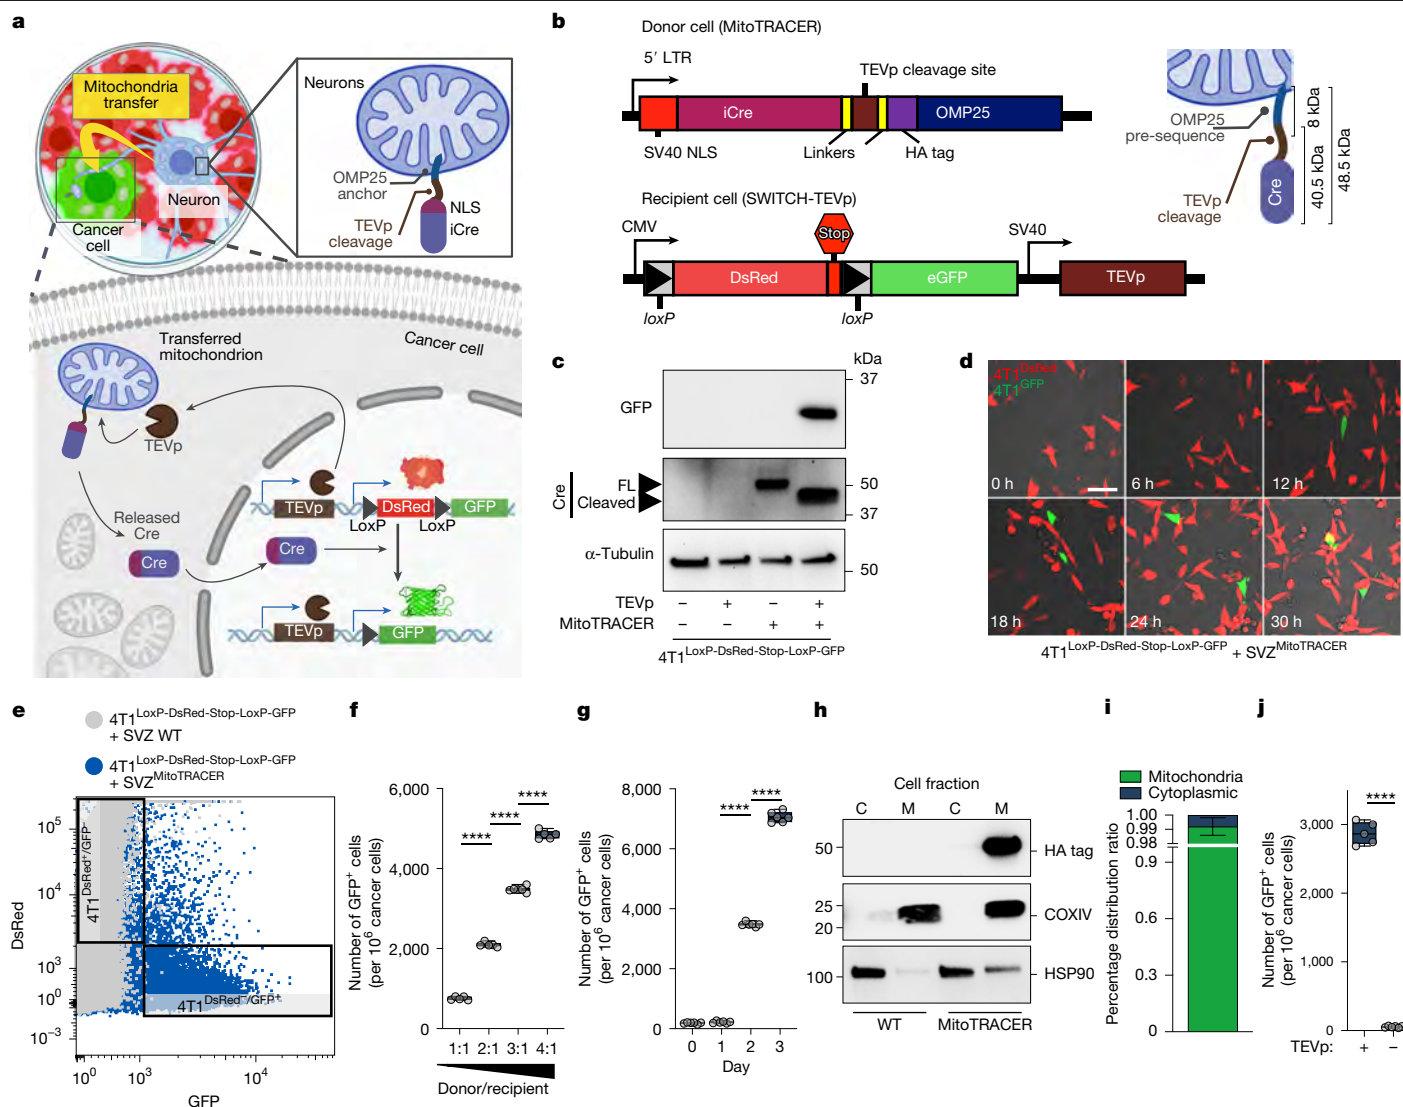 a
Mitochondria
transfer
Neuron
Cancer
cell
Neurons
OMP25
anchor
TEVp
cleavage
NLS
iCre
Transferred
mitochondrion
Cancer cell
TEVp
Released
Cre
Cre
Cre
TEVp
DsRed
GFP
LoxP
LoxP
TEVp
GFP
b
Donor cell (MitoTRACER)
5′ LTR
TEVp cleavage site
iCre
OMP25
SV40 NLS
Linkers
HA tag
Recipient cell (SWITCH-TEVp)
CMV
Stop
SV40
DsRed
eGFP
TEVp
loxP
loxP
OMP25
pre-sequence
TEVp
cleavage
Cre
8 kDa
40.5 kDa
48.5 kDa
c
kDa
37
GFP
Cre
FL
Cleaved
50
37
α-Tubulin
50
TEVp − + − +
MitoTRACER − − + +
4T1LoxP-DsRed-Stop-LoxP-GFP
d
4T1DsRed
4T1GFP
0 h
6 h
12 h
18 h
24 h
30 h
4T1LoxP-DsRed-Stop-LoxP-GFP + SVZMitoTRACER
e
4T1LoxP-DsRed-Stop-LoxP-GFP
+ SVZ WT
4T1LoxP-DsRed-Stop-LoxP-GFP
+ SVZMitoTRACER
DsRed
10⁵
10⁴
10³
10⁰
10⁻³
4T1DsRed+/GFP−
4T1DsRed−/GFP+
10⁰ 10³ 10⁴
GFP
f
Number of GFP+ cells
(per 10⁶ cancer cells)
6,000
4,000
2,000
0
****
****
****
1:1 2:1 3:1 4:1
Donor/recipient
g
Number of GFP+ cells
(per 10⁶ cancer cells)
8,000
6,000
4,000
2,000
0
****
****
0 1 2 3
Day
h
Cell fraction
C M C M
50
HA tag
25
20
COXIV
100
HSP90
WT
MitoTRACER
i
Mitochondria
Cytoplasmic
Percentage distribution ratio
1.00
0.99
0.98
0.9
0.6
0.3
0
j
Number of GFP+ cells
(per 10⁶ cancer cells)
****
3,000
2,000
1,000
0
TEVp: + −